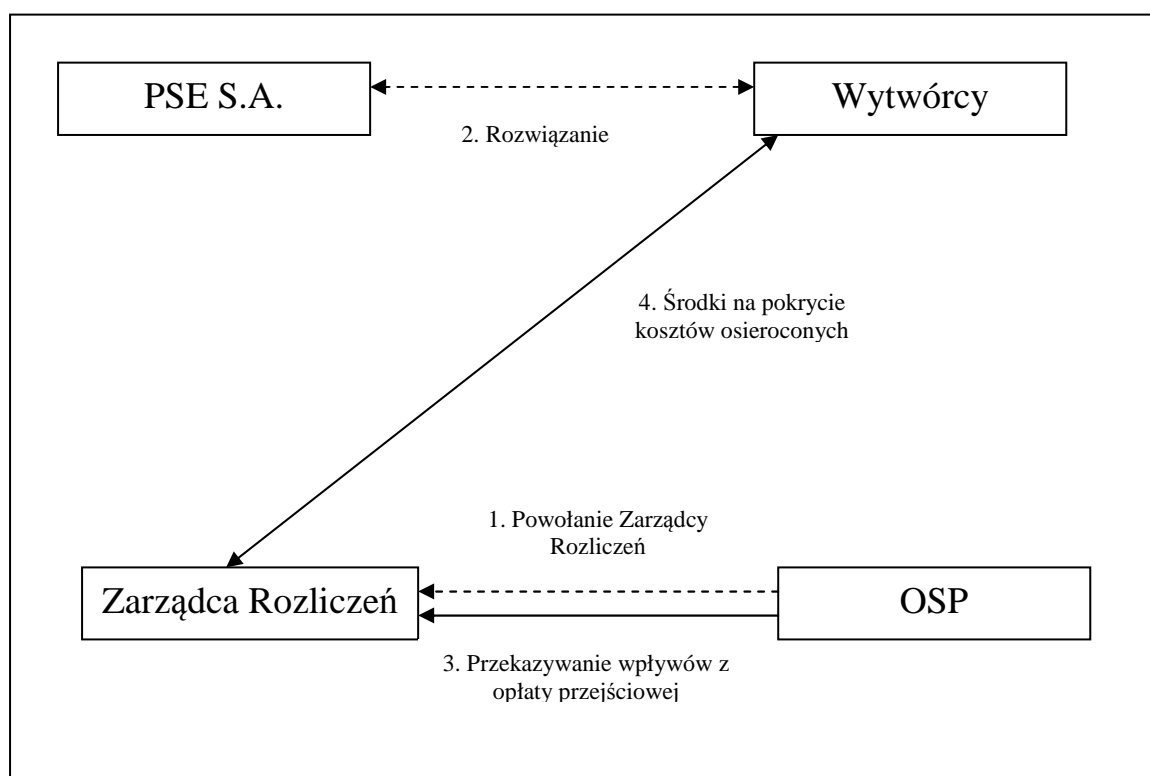 PSE S.A.
Wytwórcy
2. Rozwiązanie
4. Środki na pokrycie
kosztów osieroconych
1. Powołanie Zarządcy
Rozliczeń
Zarządca Rozliczeń
OSP
3. Przekazywanie wpływów z
opłaty przejściowej